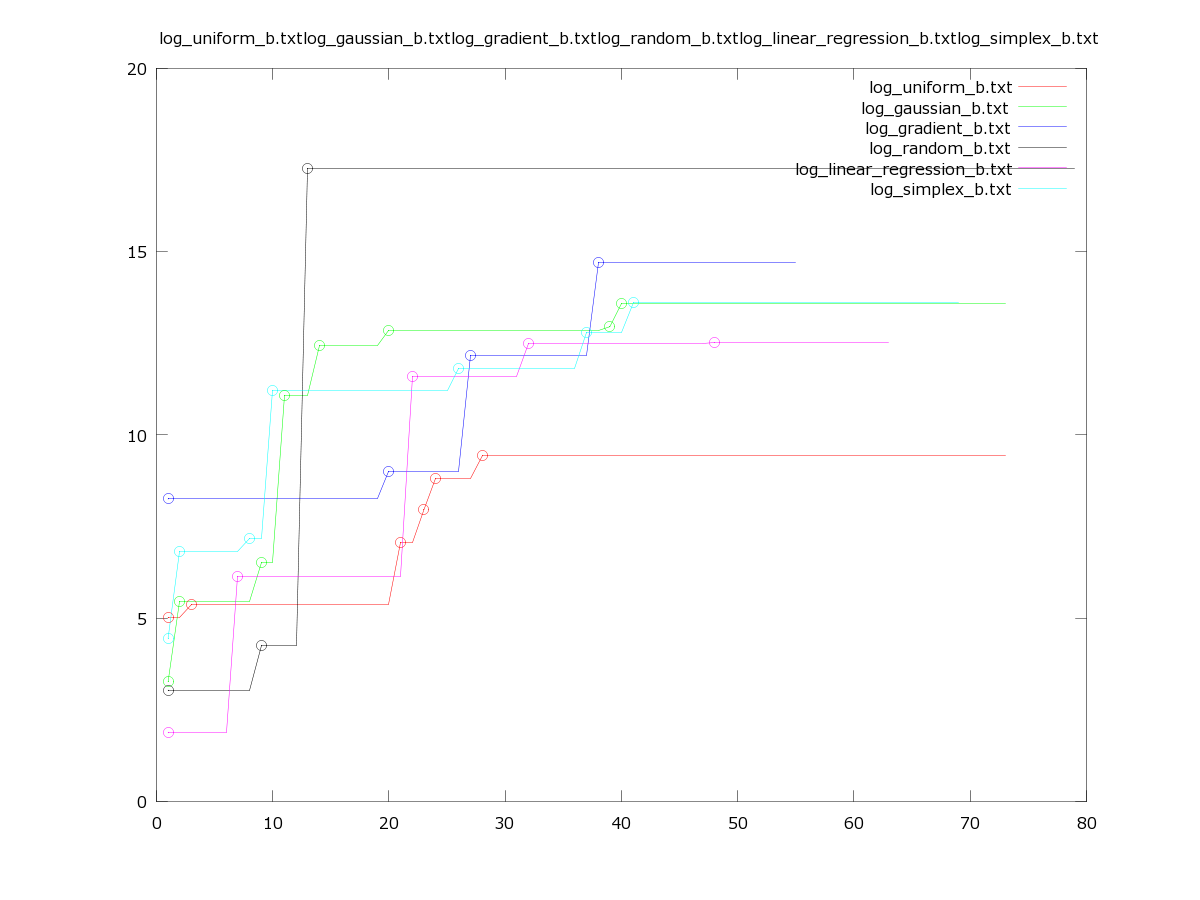 log_uniform_b.txtlog_gaussian_b.txtlog_gradient_b.txtlog_random_b.txtlog_linear_regression_b.txtlog_simplex_b.txt
20
15
10
5
0
log_uniform_b.txt
log_gaussian_b.txt
log_gradient_b.txt
log_random_b.txt
log_linear_regression_b.txt
log_simplex_b.txt
0 10 20 30 40 50 60 70 80